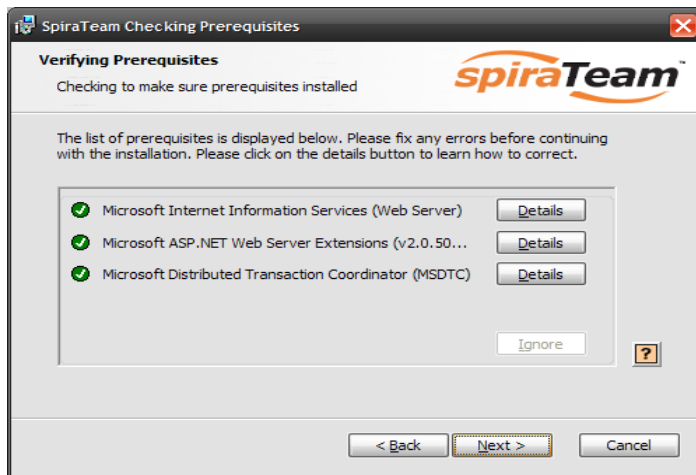 SpiraTeam Checking Prerequisites
Verifying Prerequisites
Checking to make sure prerequisites installed
spiraTeam™
The list of prerequisites is displayed below. Please fix any errors before continuing
with the installation. Please click on the details button to learn how to correct.
Microsoft Internet Information Services (Web Server)
Details
Microsoft ASP.NET Web Server Extensions (v2.0.50...
Details
Microsoft Distributed Transaction Coordinator (MSDTC)
Details
Ignore
?
< Back
Next >
Cancel